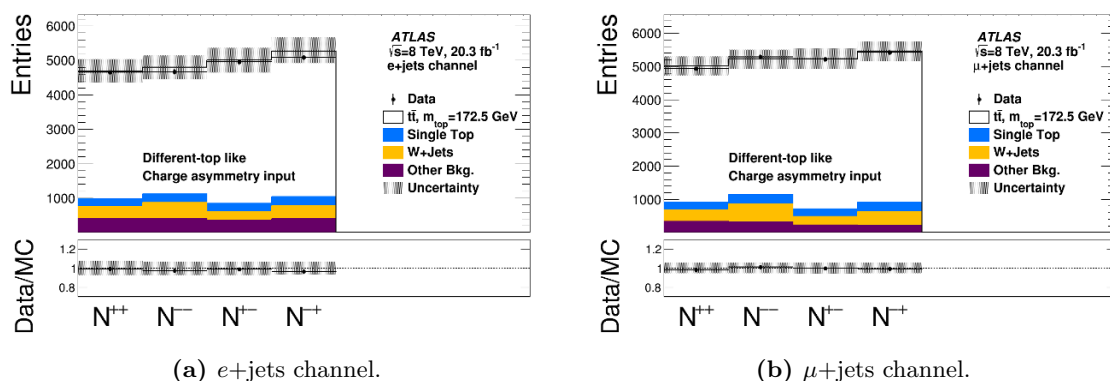 Entries
6000
5000
4000
3000
2000
1000
ATLAS
√s=8 TeV, 20.3 fb⁻¹
e+jets channel
Data
tt̄, m_top=172.5 GeV
Single Top
W+Jets
Other Bkg.
Uncertainty
Different-top like
Charge asymmetry input
Data/MC
1.2
1
0.8
N⁺⁺ N⁻⁻ N⁺⁻ N⁻⁺
(a) e+jets channel.
Entries
6000
5000
4000
3000
2000
1000
ATLAS
√s=8 TeV, 20.3 fb⁻¹
μ+jets channel
Data
tt̄, m_top=172.5 GeV
Single Top
W+Jets
Other Bkg.
Uncertainty
Different-top like
Charge asymmetry input
Data/MC
1.2
1
0.8
N⁺⁺ N⁻⁻ N⁺⁻ N⁻⁺
(b) μ+jets channel.